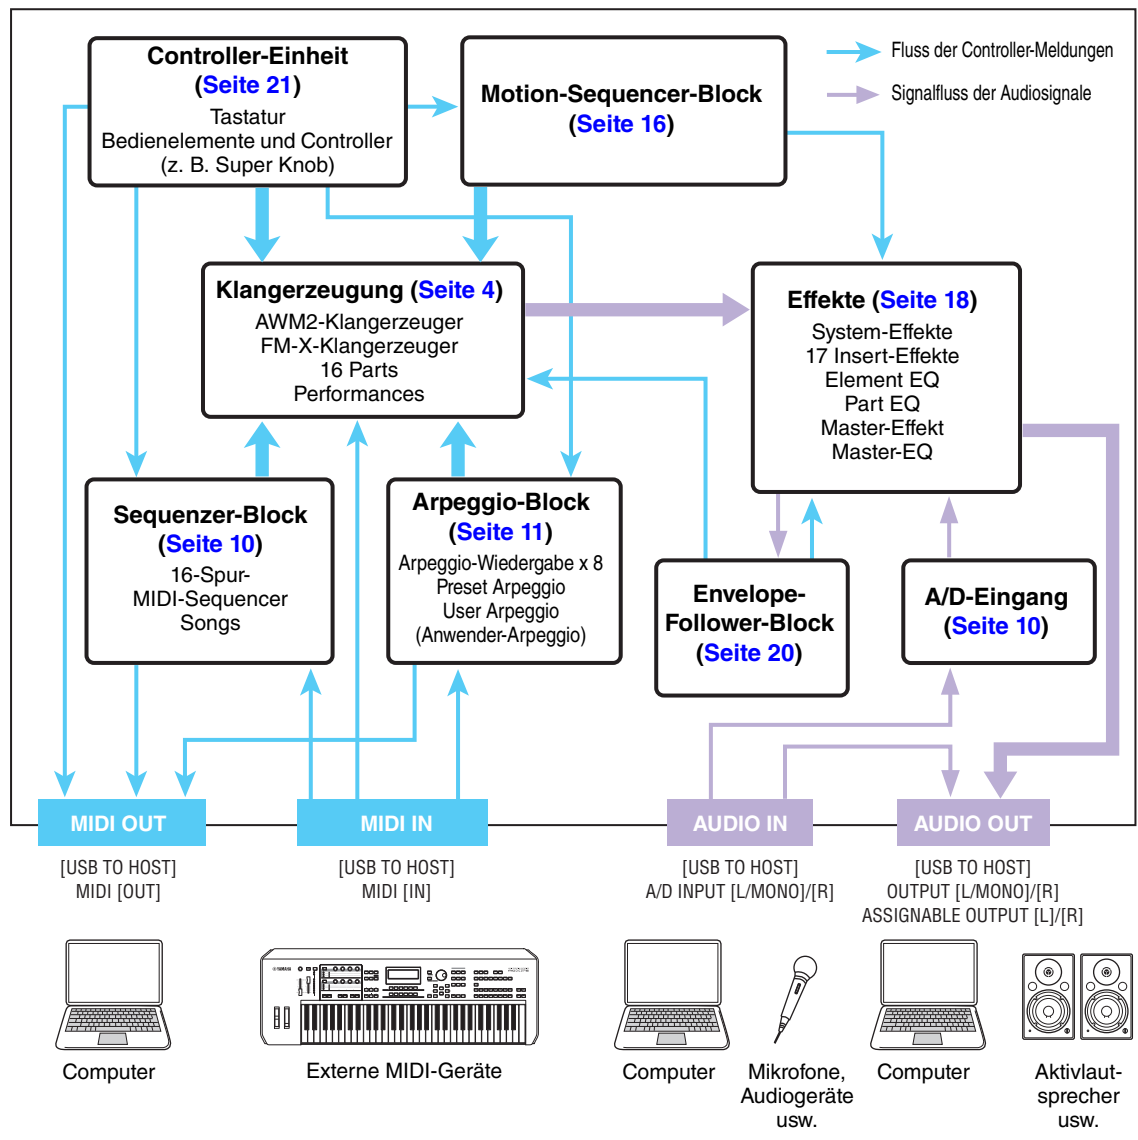 Controller-Einheit
(Seite 21)
Tastatur
Bedienelemente und Controller
(z. B. Super Knob)
Motion-Sequencer-Block
(Seite 16)
Fluss der Controller-Meldungen
Signalfluss der Audiosignale
Klangerzeugung (Seite 4)
AWM2-Klangerzeuger
FM-X-Klangerzeuger
16 Parts
Performances
Effekte (Seite 18)
System-Effekte
17 Insert-Effekte
Element EQ
Part EQ
Master-Effekt
Master-EQ
Sequenzer-Block
(Seite 10)
16-Spur-
MIDI-Sequencer
Songs
Arpeggio-Block
(Seite 11)
Arpeggio-Wiedergabe x 8
Preset Arpeggio
User Arpeggio
(Anwender-Arpeggio)
Envelope-
Follower-Block
(Seite 20)
A/D-Eingang
(Seite 10)
MIDI OUT
MIDI IN
AUDIO IN
AUDIO OUT
[USB TO HOST]
MIDI [OUT]
[USB TO HOST]
MIDI [IN]
[USB TO HOST]
A/D INPUT [L/MONO]/[R]
[USB TO HOST]
OUTPUT [L/MONO]/[R]
ASSIGNABLE OUTPUT [L]/[R]
Computer
Externe MIDI-Geräte
Computer
Mikrofone,
Audiogeräte
usw.
Computer
Aktivlaut-
sprecher
usw.